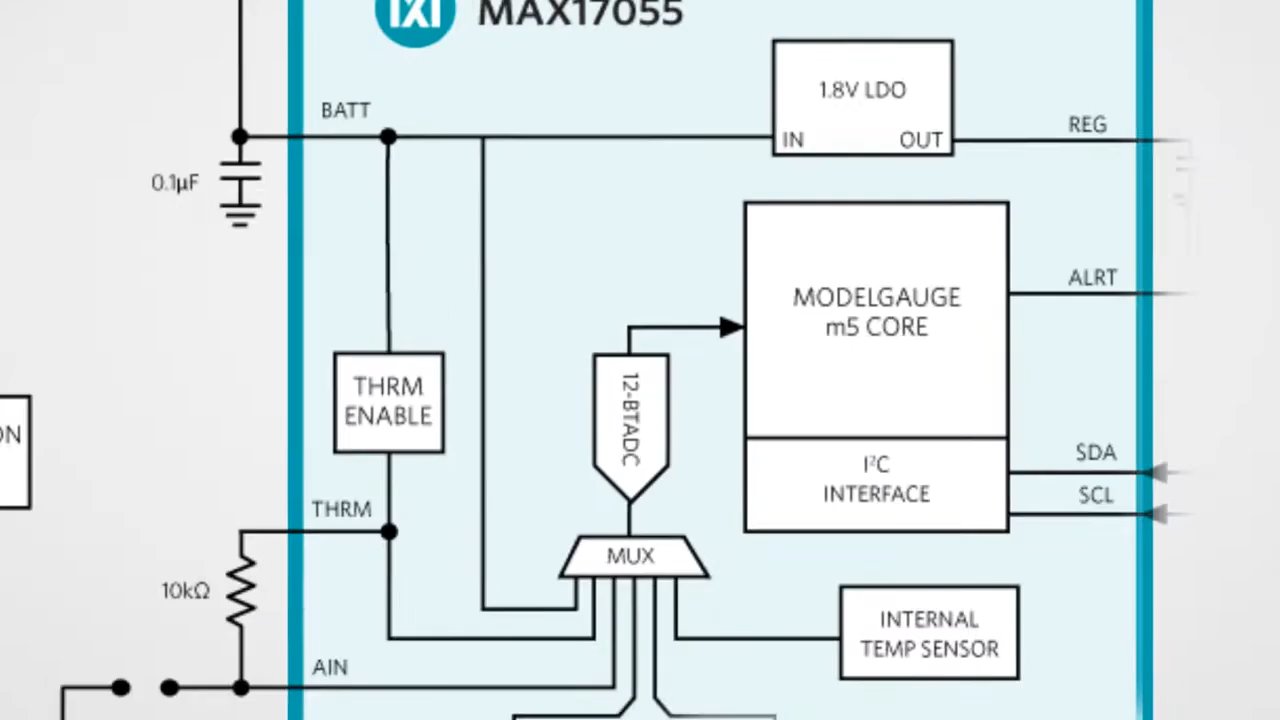 MAX17055
BATT
1.8V LDO
IN
OUT
REG
0.1µF
ALRT
MODELGAUGE
m5 CORE
THRM
ENABLE
12-BTADC
ON
SDA
I²C
INTERFACE
SCL
THRM
MUX
10kΩ
INTERNAL
TEMP SENSOR
AIN